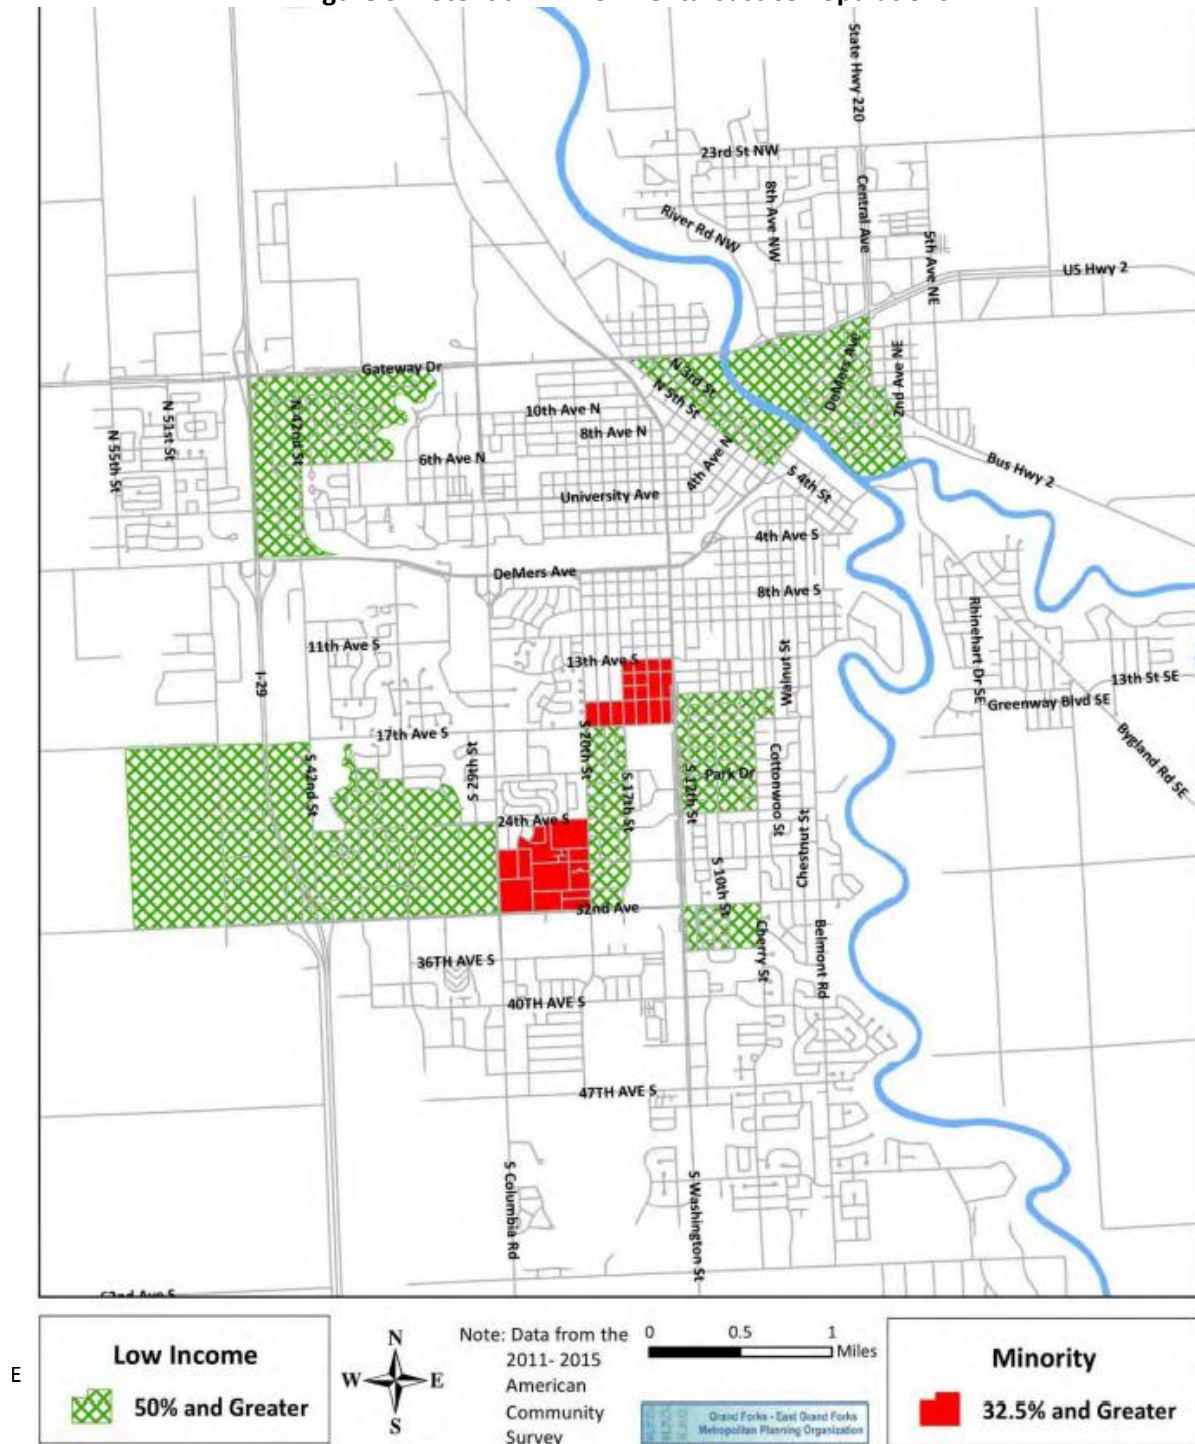 State Hwy 220
23rd St NW
8th Ave NW
Central Ave
River Rd NW
5th Ave NE
US Hwy 2
Gateway Dr
DeMers Ave
2nd Ave NE
N 3rd St
N 5th St
N 42nd St
N 51st St
N 55th St
10th Ave N
8th Ave N
6th Ave N
4th Ave N
Bus Hwy 2
S 4th St
University Ave
4th Ave S
DeMers Ave
8th Ave S
Rhinehart Dr SE
11th Ave S
13th Ave S
Walnut St
I-29
13th St SE
Greenway Blvd SE
17th Ave S
S 20th St
Bygland Rd SE
S 42nd St
S 29th St
S 17th St
S 12th St
Park Dr
Cottonwoo St
24th Ave S
Chestnut St
S 10th St
32nd Ave
Cherry St
Belmont Rd
36TH AVE S
40TH AVE S
47TH AVE S
S Columbia Rd
S Washington St
Low Income
50% and Greater
N
W E
S
Note: Data from the
2011- 2015
American
Community
Survey
0 0.5 1
Miles
Grand Forks - East Grand Forks
Metropolitan Planning Organization
Minority
32.5% and Greater
E